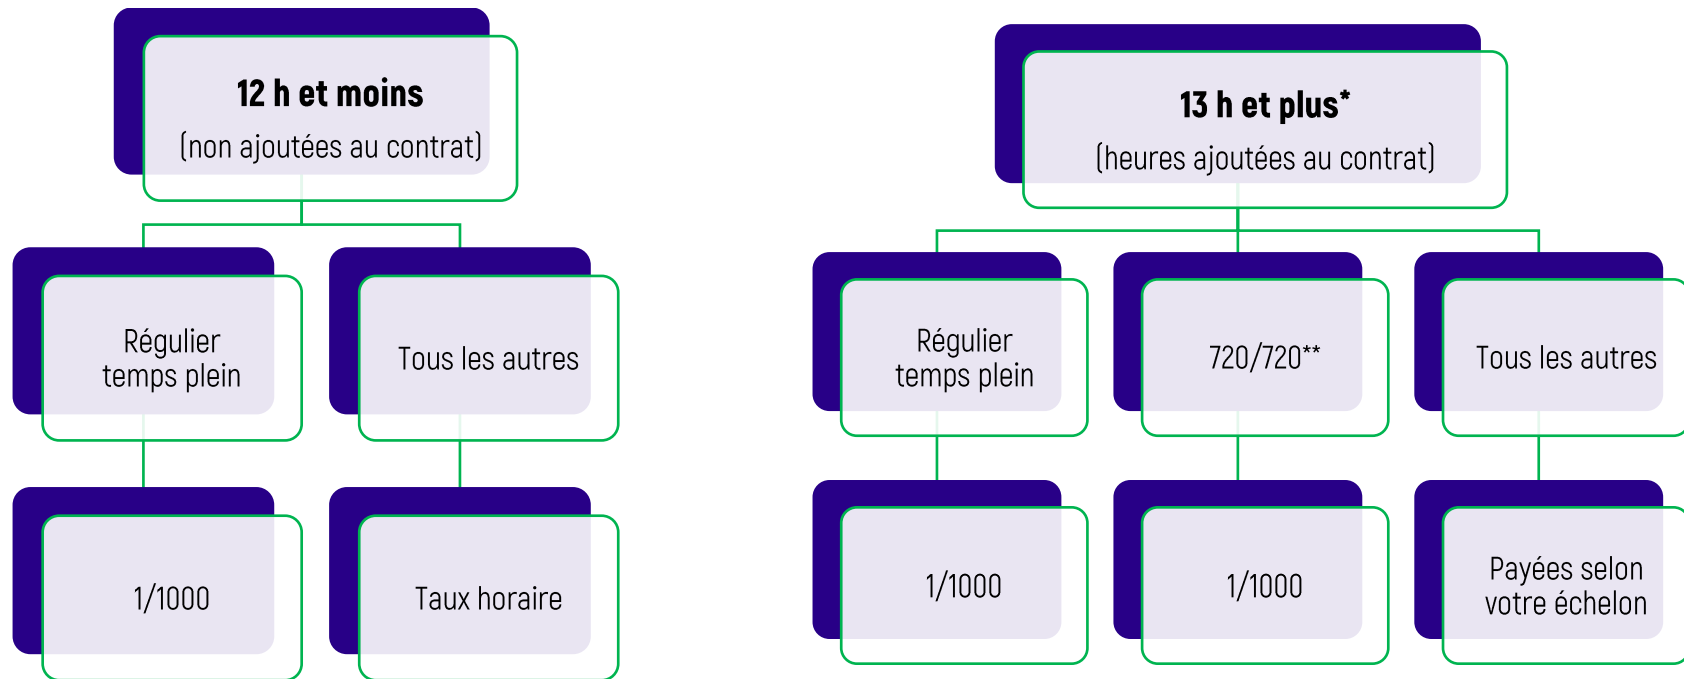 12 h et moins
(non ajoutées au contrat)
Régulier
temps plein
Tous les autres
1/1000
Taux horaire
13 h et plus*
(heures ajoutées au contrat)
Régulier
temps plein
720/720**
Tous les autres
1/1000
1/1000
Payées selon
votre échelon